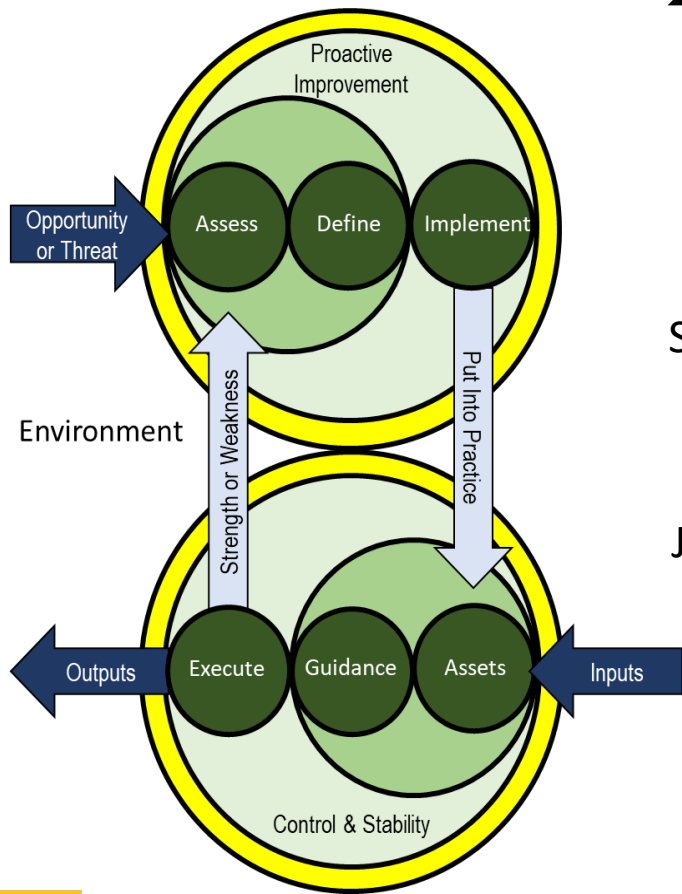 Proactive
Improvement
Opportunity
or Threat
Assess
Define
Implement
Strength or Weakness
Put Into Practice
Environment
S
J
Outputs
Execute
Guidance
Assets
Inputs
Control & Stability